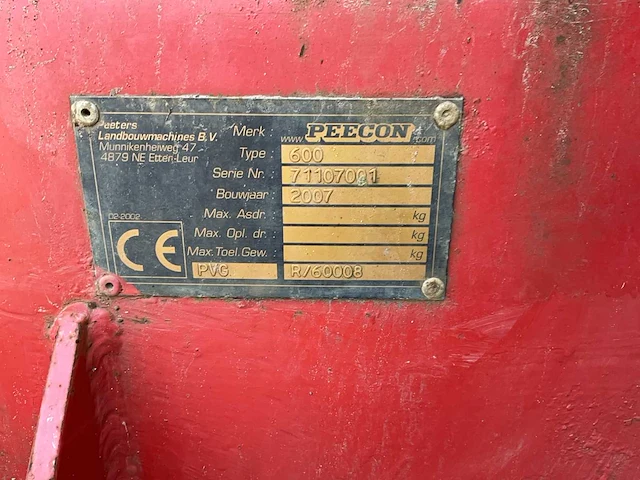 Peeters
Landbouwmachines B.V.
Munnikenheiweg 47
4879 NE Etten-Leur
Merk : www. PEECON .com
Type : 600
Serie Nr. : 71107001
Bouwjaar : 2007
Max. Asdr. : kg
Max. Opl. dr. : kg
Max. Toel. Gew. : kg
02-2002
CE
PVG R/60008